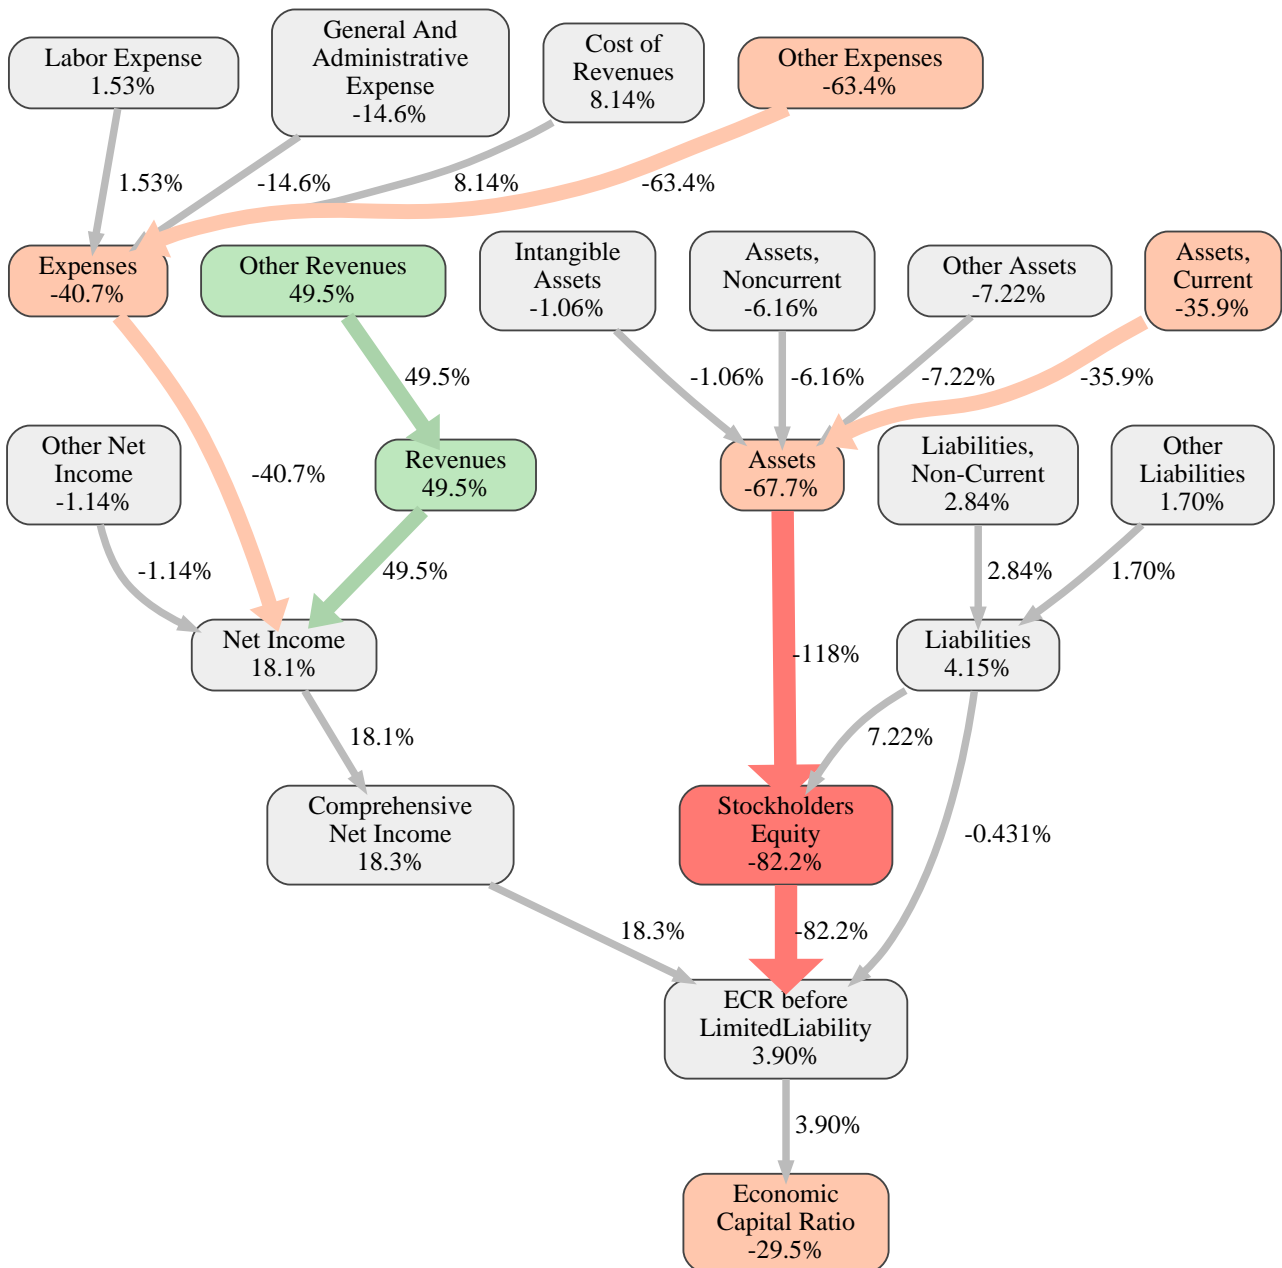 Labor Expense
1.53%
General And
Administrative
Expense
-14.6%
Cost of
Revenues
8.14%
Other Expenses
-63.4%
1.53%
-14.6%
8.14%
-63.4%
Expenses
-40.7%
Other Revenues
49.5%
Intangible
Assets
-1.06%
Assets,
Noncurrent
-6.16%
Other Assets
-7.22%
Assets,
Current
-35.9%
49.5%
-1.06%
-6.16%
-7.22%
-35.9%
Other Net
Income
-1.14%
-40.7%
Revenues
49.5%
Assets
-67.7%
Liabilities,
Non-Current
2.84%
Other
Liabilities
1.70%
-1.14%
49.5%
2.84%
1.70%
Net Income
18.1%
-118%
Liabilities
4.15%
18.1%
7.22%
Comprehensive
Net Income
18.3%
Stockholders
Equity
-82.2%
-0.431%
18.3%
-82.2%
ECR before
LimitedLiability
3.90%
3.90%
Economic
Capital Ratio
-29.5%